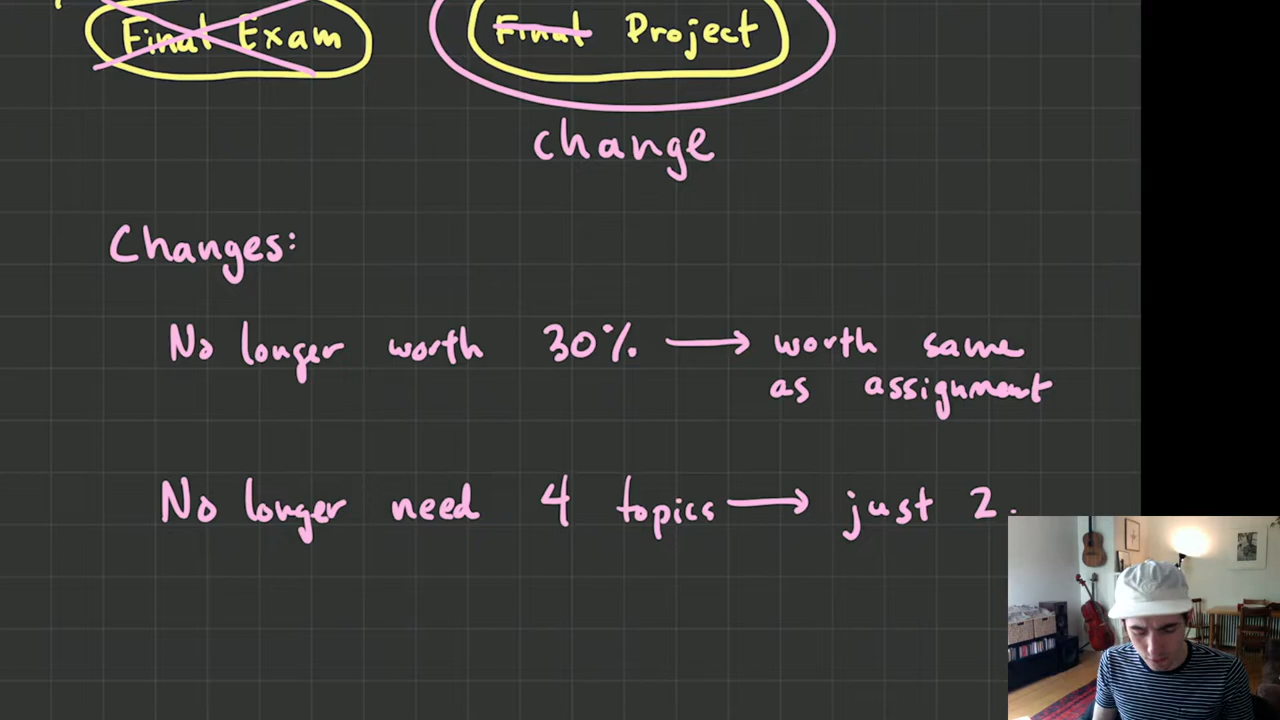 Final Exam
Final Project
change
Changes:
No longer worth 30% → worth same
as assignment
No longer need 4 topics → just 2.